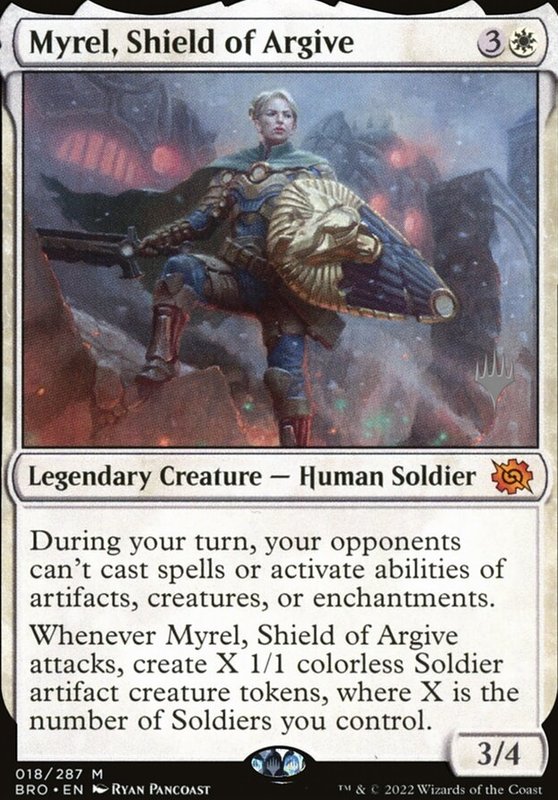 Myrel, Shield of Argive 3
Legendary Creature — Human Soldier
During your turn, your opponents
can't cast spells or activate abilities of
artifacts, creatures, or enchantments.
Whenever Myrel, Shield of Argive
attacks, create X 1/1 colorless Soldier
artifact creature tokens, where X is the
number of Soldiers you control.
3/4
018/287 M
BRO • EN RYAN PANCOAST
™ & © 2022 Wizards of the Coast